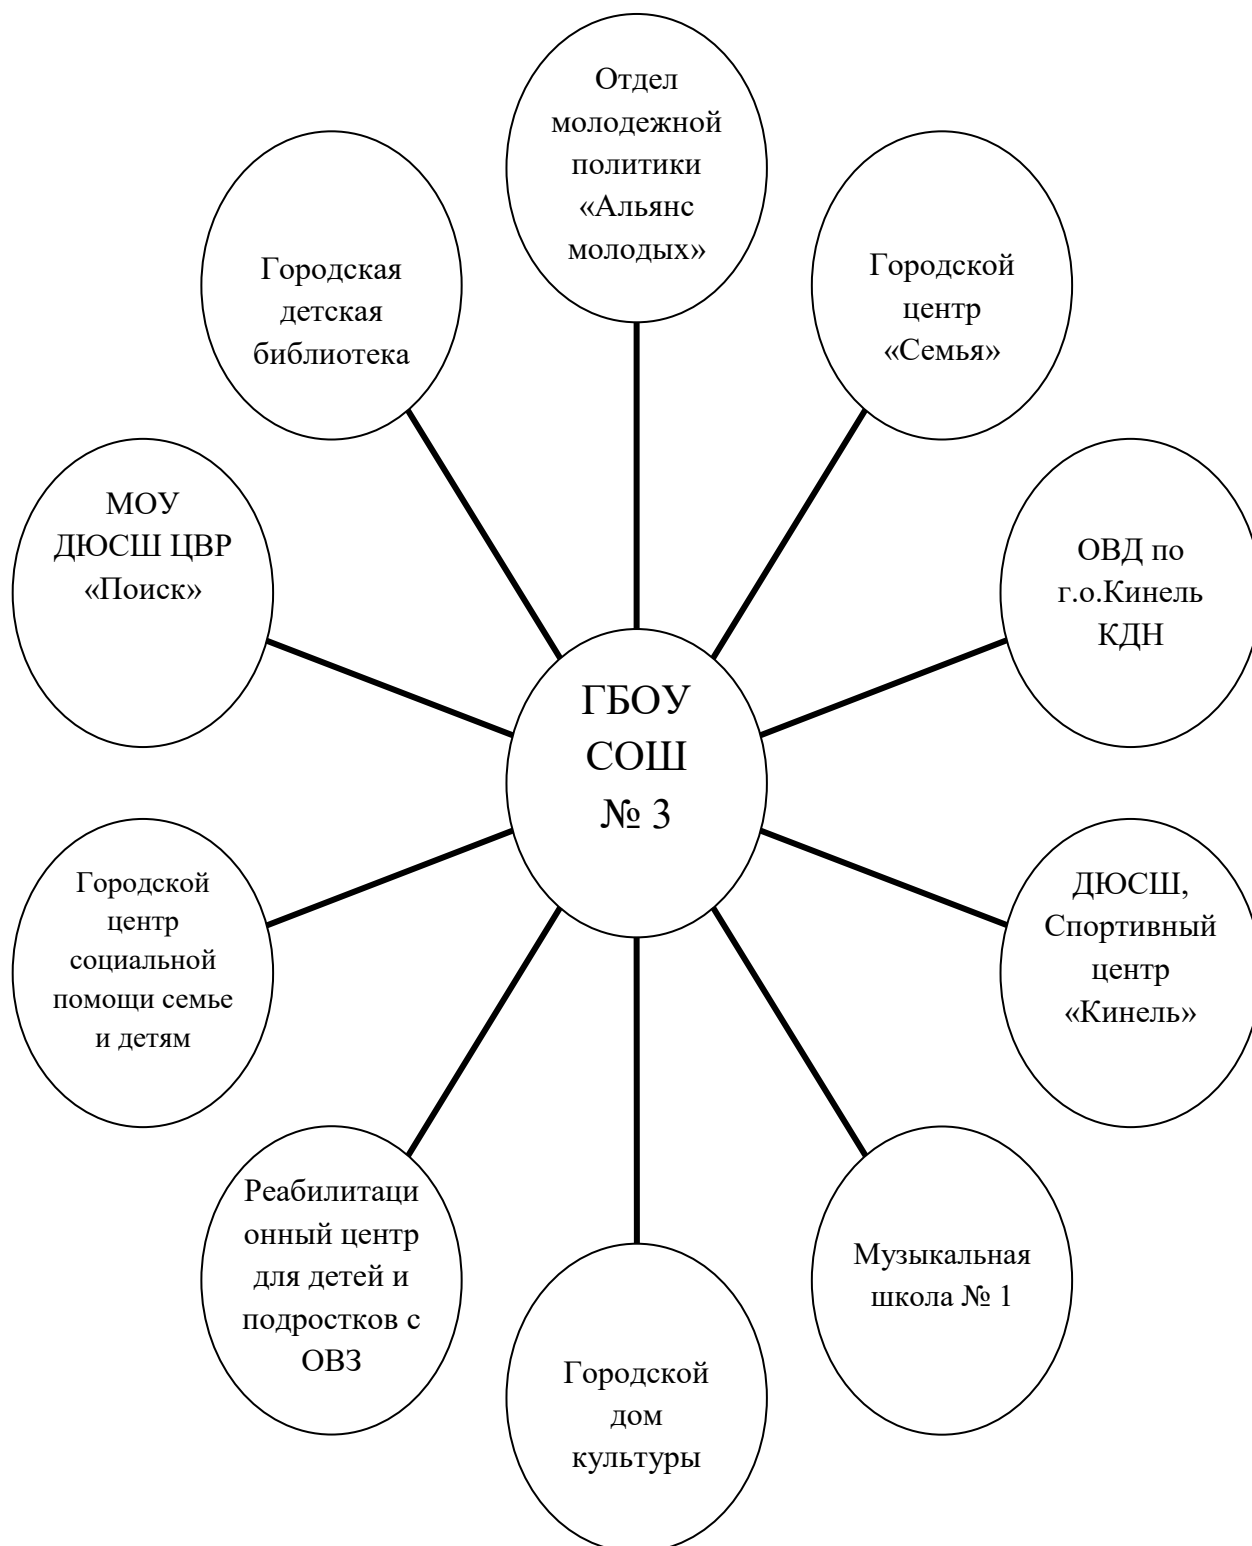 Отдел
молодежной
политики
«Альянс
молодых»
Городская
детская
библиотека
Городской
центр
«Семья»
МОУ
ДЮСШ ЦВР
«Поиск»
ОВД по
г.о.Кинель
КДН
ГБОУ
СОШ
№ 3
Городской
центр
социальной
помощи семье
и детям
ДЮСШ,
Спортивный
центр
«Кинель»
Реабилитаци
онный центр
для детей и
подростков с
ОВЗ
Музыкальная
школа № 1
Городской
дом
культуры